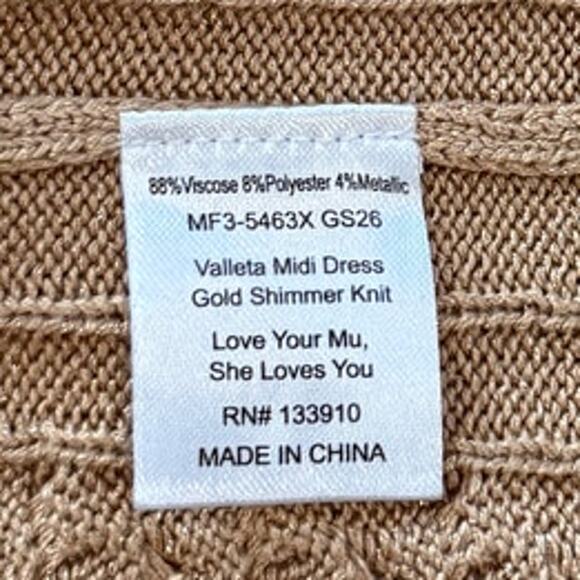 88%Viscose 8%Polyester 4%Metallic
MF3-5463X GS26
Valleta Midi Dress
Gold Shimmer Knit
Love Your Mu,
She Loves You
RN# 133910
MADE IN CHINA